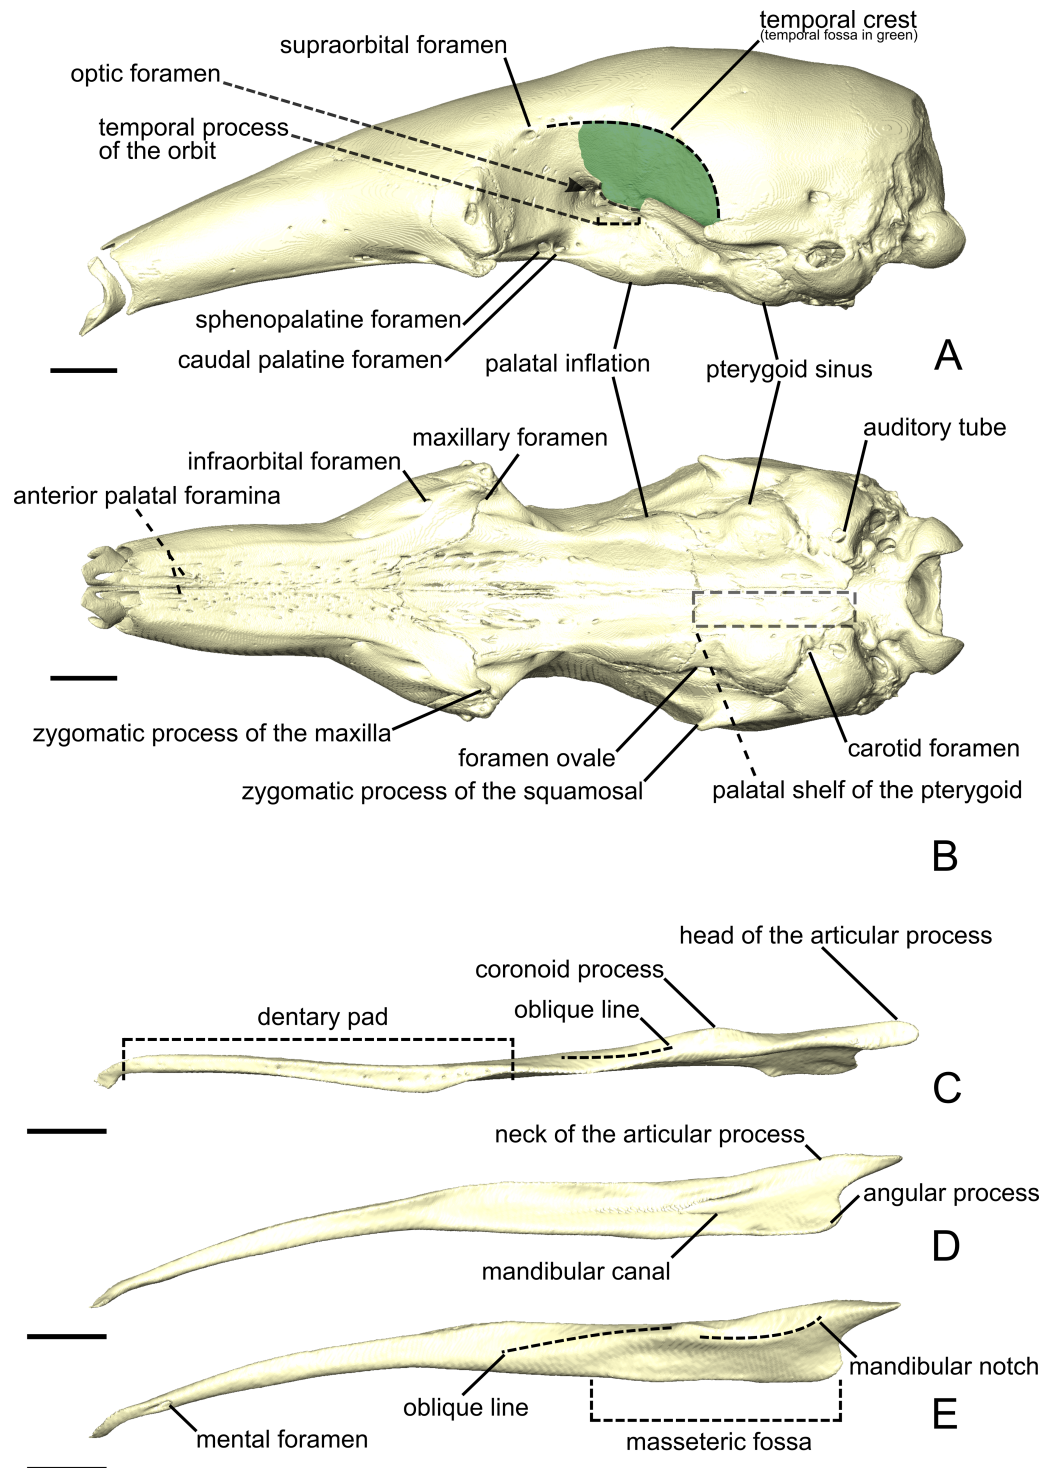 temporal crest
(temporal fossa in green)
supraorbital foramen
optic foramen
temporal process
of the orbit
sphenopalatine foramen
caudal palatine foramen
palatal inflation
pterygoid sinus
A
auditory tube
maxillary foramen
infraorbital foramen
anterior palatal foramina
zygomatic process of the maxilla
foramen ovale
zygomatic process of the squamosal
carotid foramen
palatal shelf of the pterygoid
B
head of the articular process
coronoid process
oblique line
dentary pad
C
neck of the articular process
angular process
D
mandibular canal
mandibular notch
oblique line
E
mental foramen
masseteric fossa